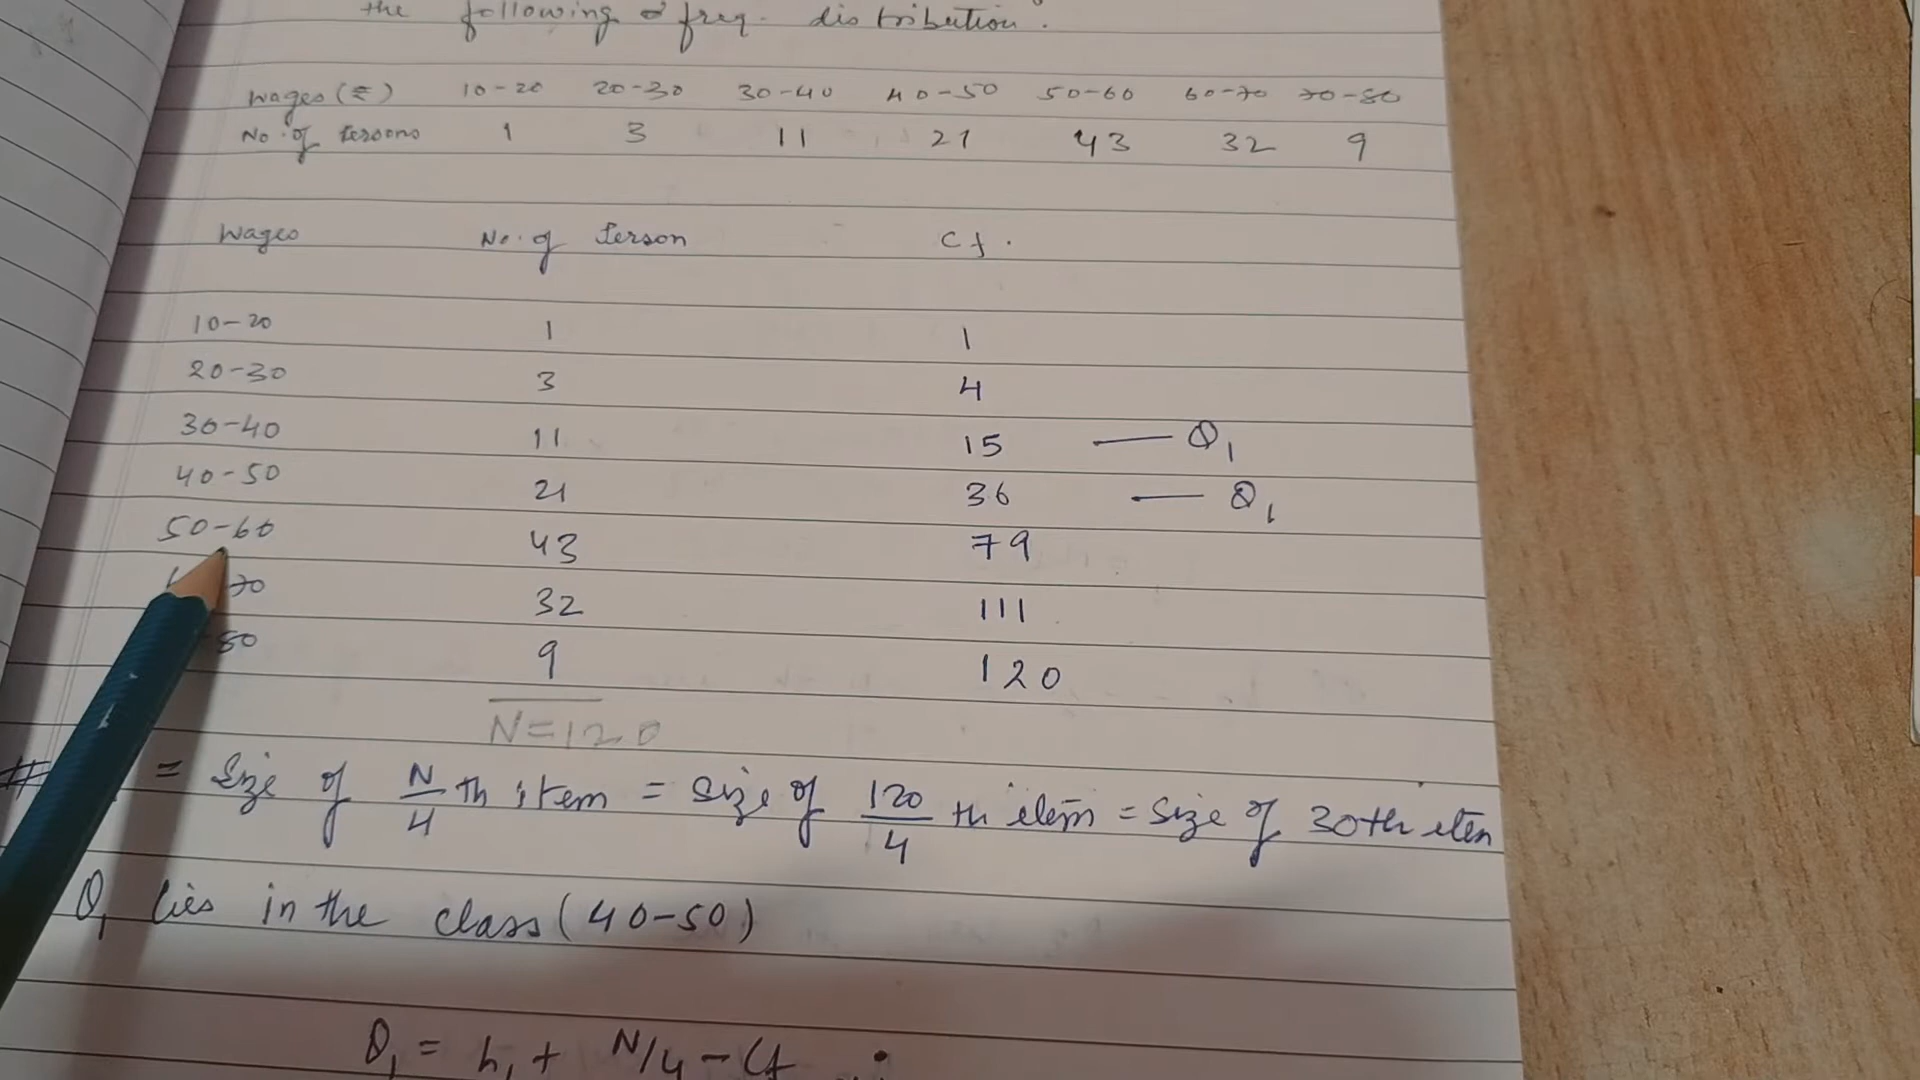 the following freq. distribution.
Wages (₹) 10-20 20-30 30-40 40-50 50-60 60-70 70-80
No. of Persons 1 3 11 21 43 32 9
Wages No. of Person Cf.
10-20 1 1
20-30 3 4
30-40 11 15 — Q1
40-50 21 36 — Q1
50-60 43 79
70 32 111
80 9 120
N=120
# = Size of N/4 th item = Size of 120/4 th item = Size of 30th item
Q1 lies in the class (40-50)
Q1 = L1 + N/4 - Cf